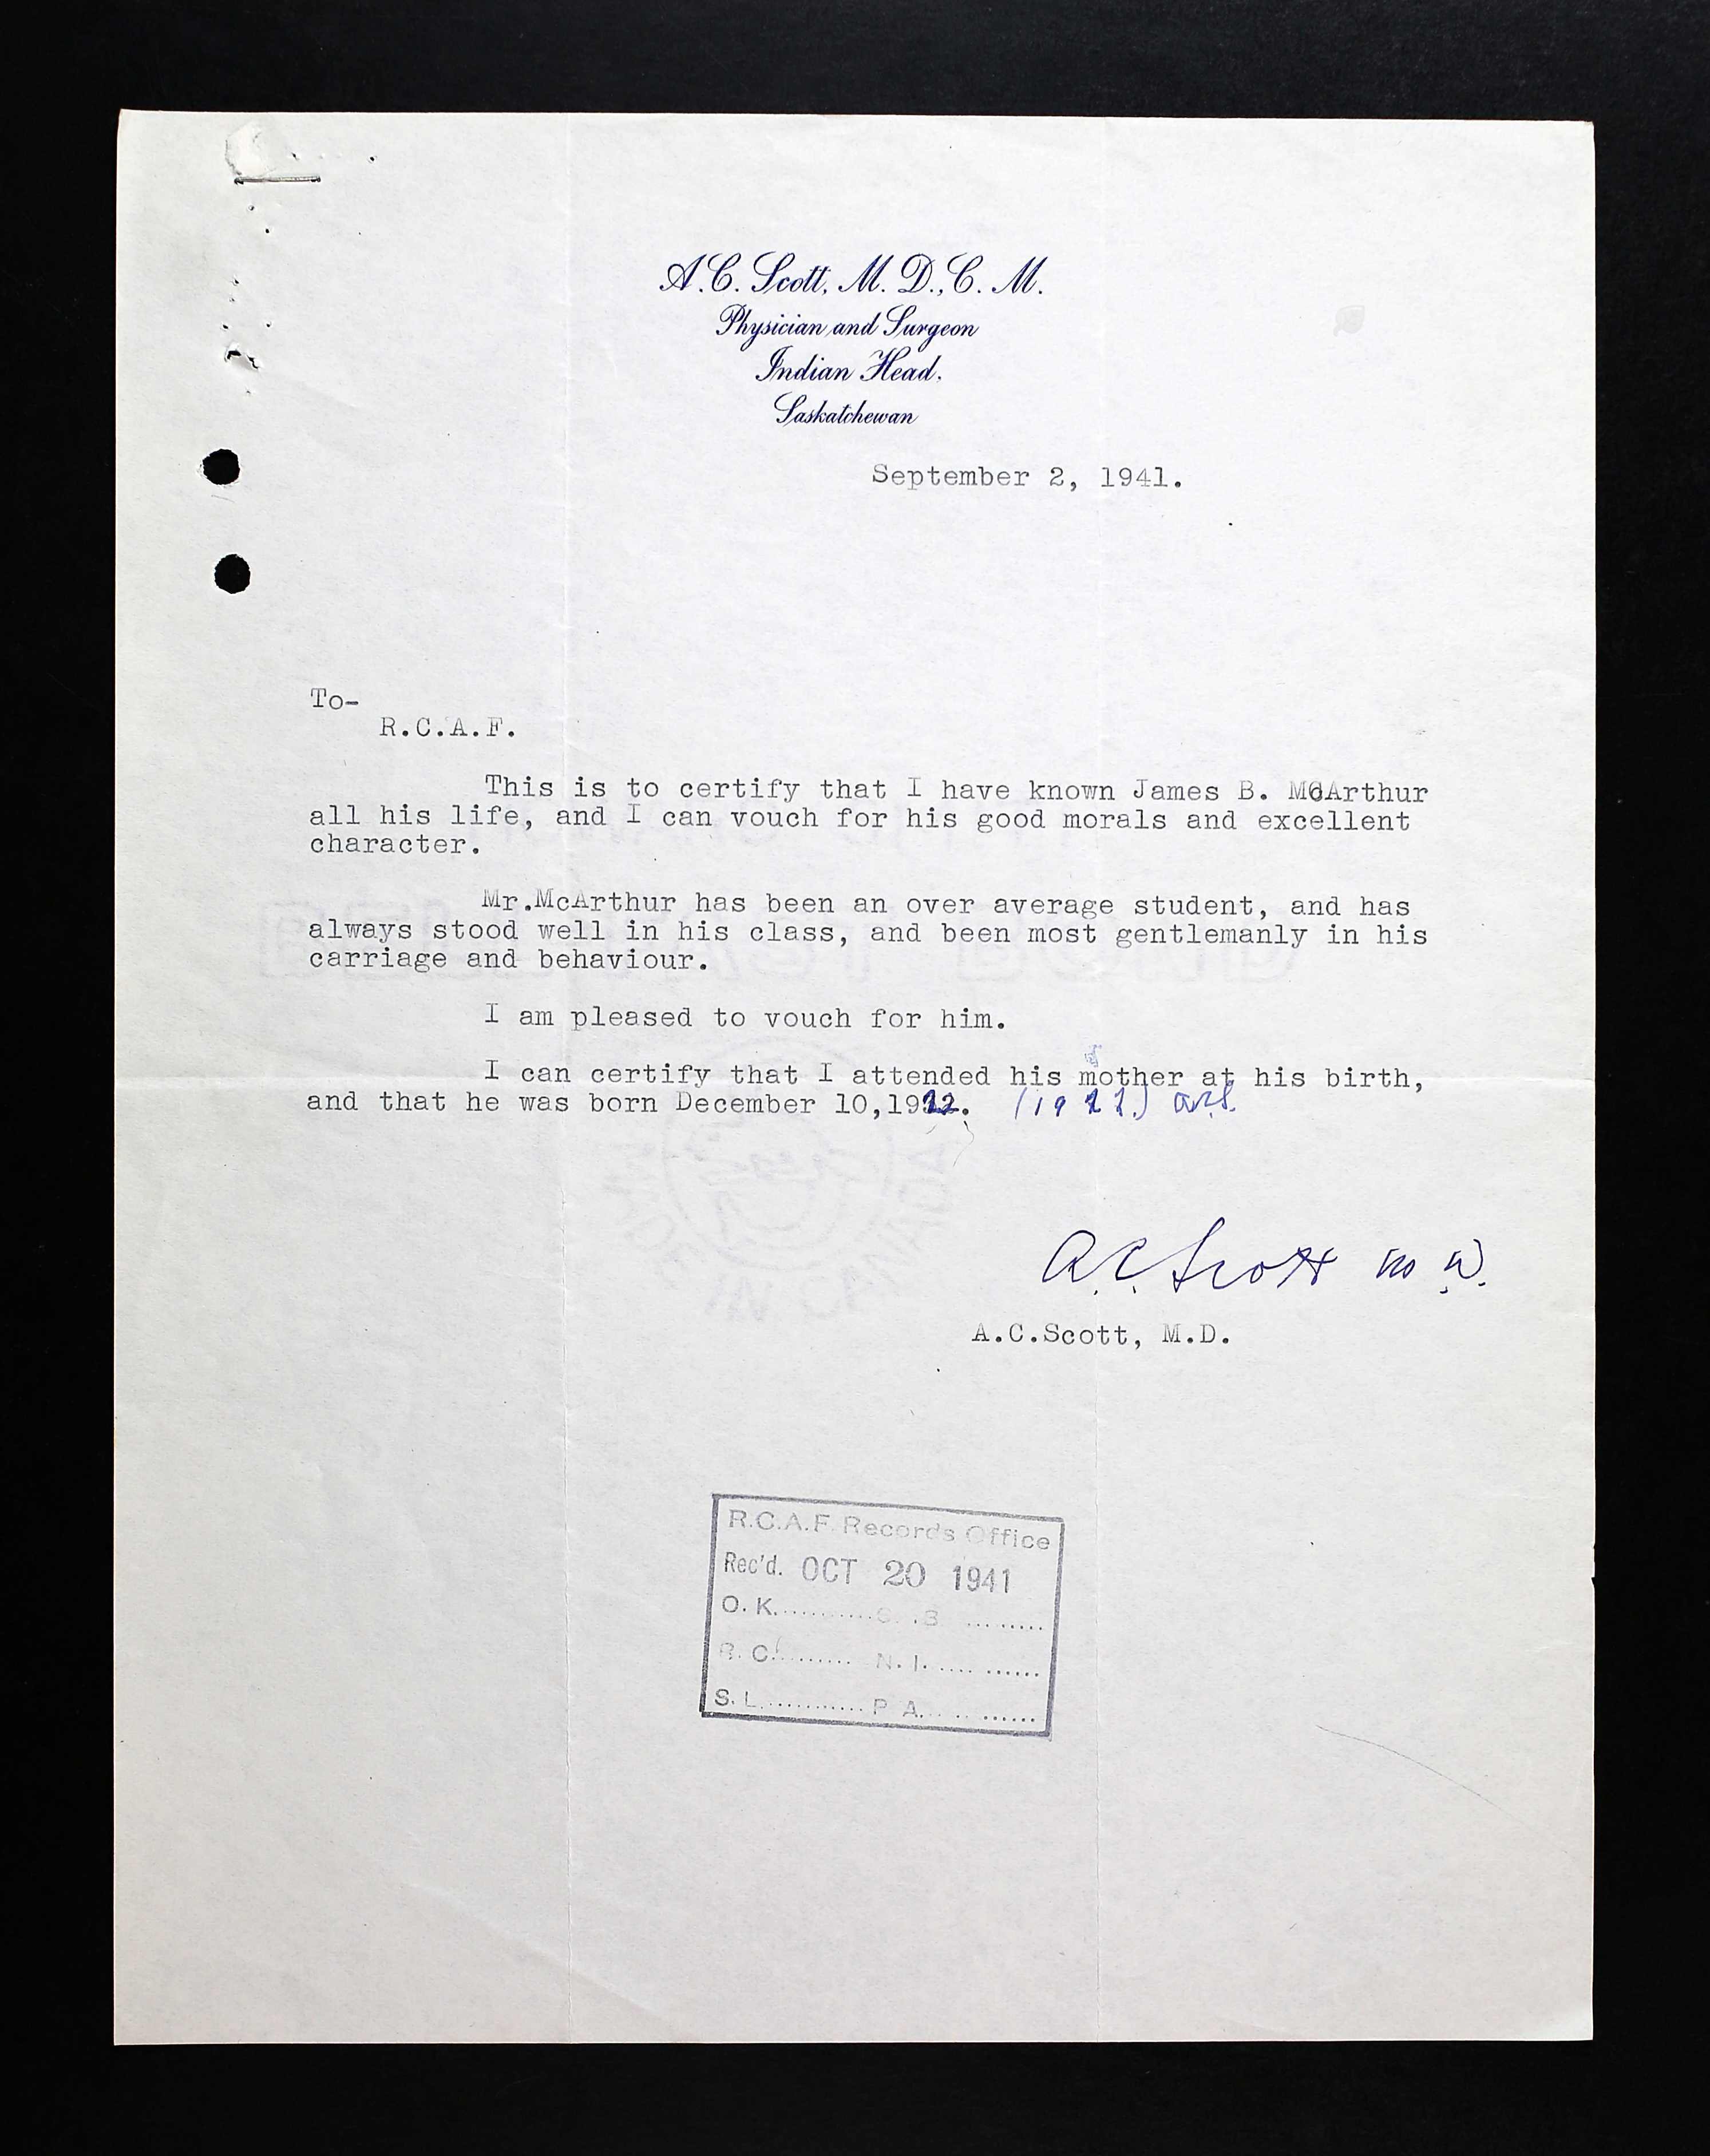 A.C. Scott, M.D.,C.M.
Physician and Surgeon
Indian Head,
Saskatchewan
September 2, 1941.
To-
R.C.A.F.
This is to certify that I have known James B. McArthur
all his life, and I can vouch for his good morals and excellent
character.
Mr.McArthur has been an over average student, and has
always stood well in his class, and been most gentlemanly in his
carriage and behaviour.
I am pleased to vouch for him.
I can certify that I attended his mother at his birth,
and that he was born December 10,1922. (1922) acS.
A.C. Scott M.D.
A.C.Scott, M.D.
R.C.A.F. Records Office
Rec'd. OCT 20 1941
O. K.
B. C. N. I.
S. L. P. A.